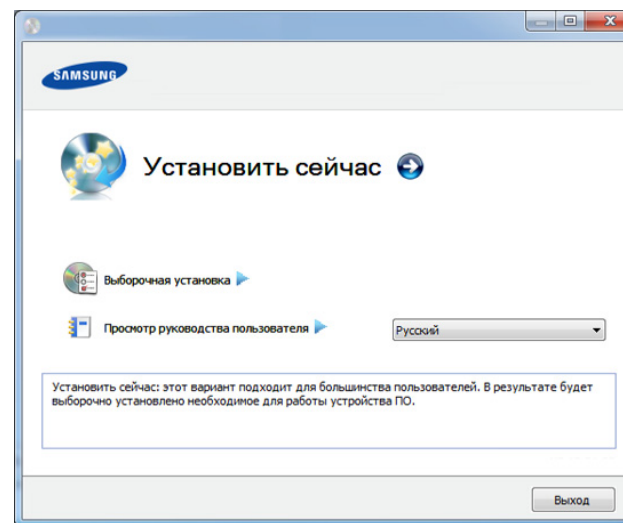 SAMSUNG
Установить сейчас
Выборочная установка
Просмотр руководства пользователя
Русский
Установить сейчас: этот вариант подходит для большинства пользователей. В результате будет
выборочно установлено необходимое для работы устройства ПО.
Выход